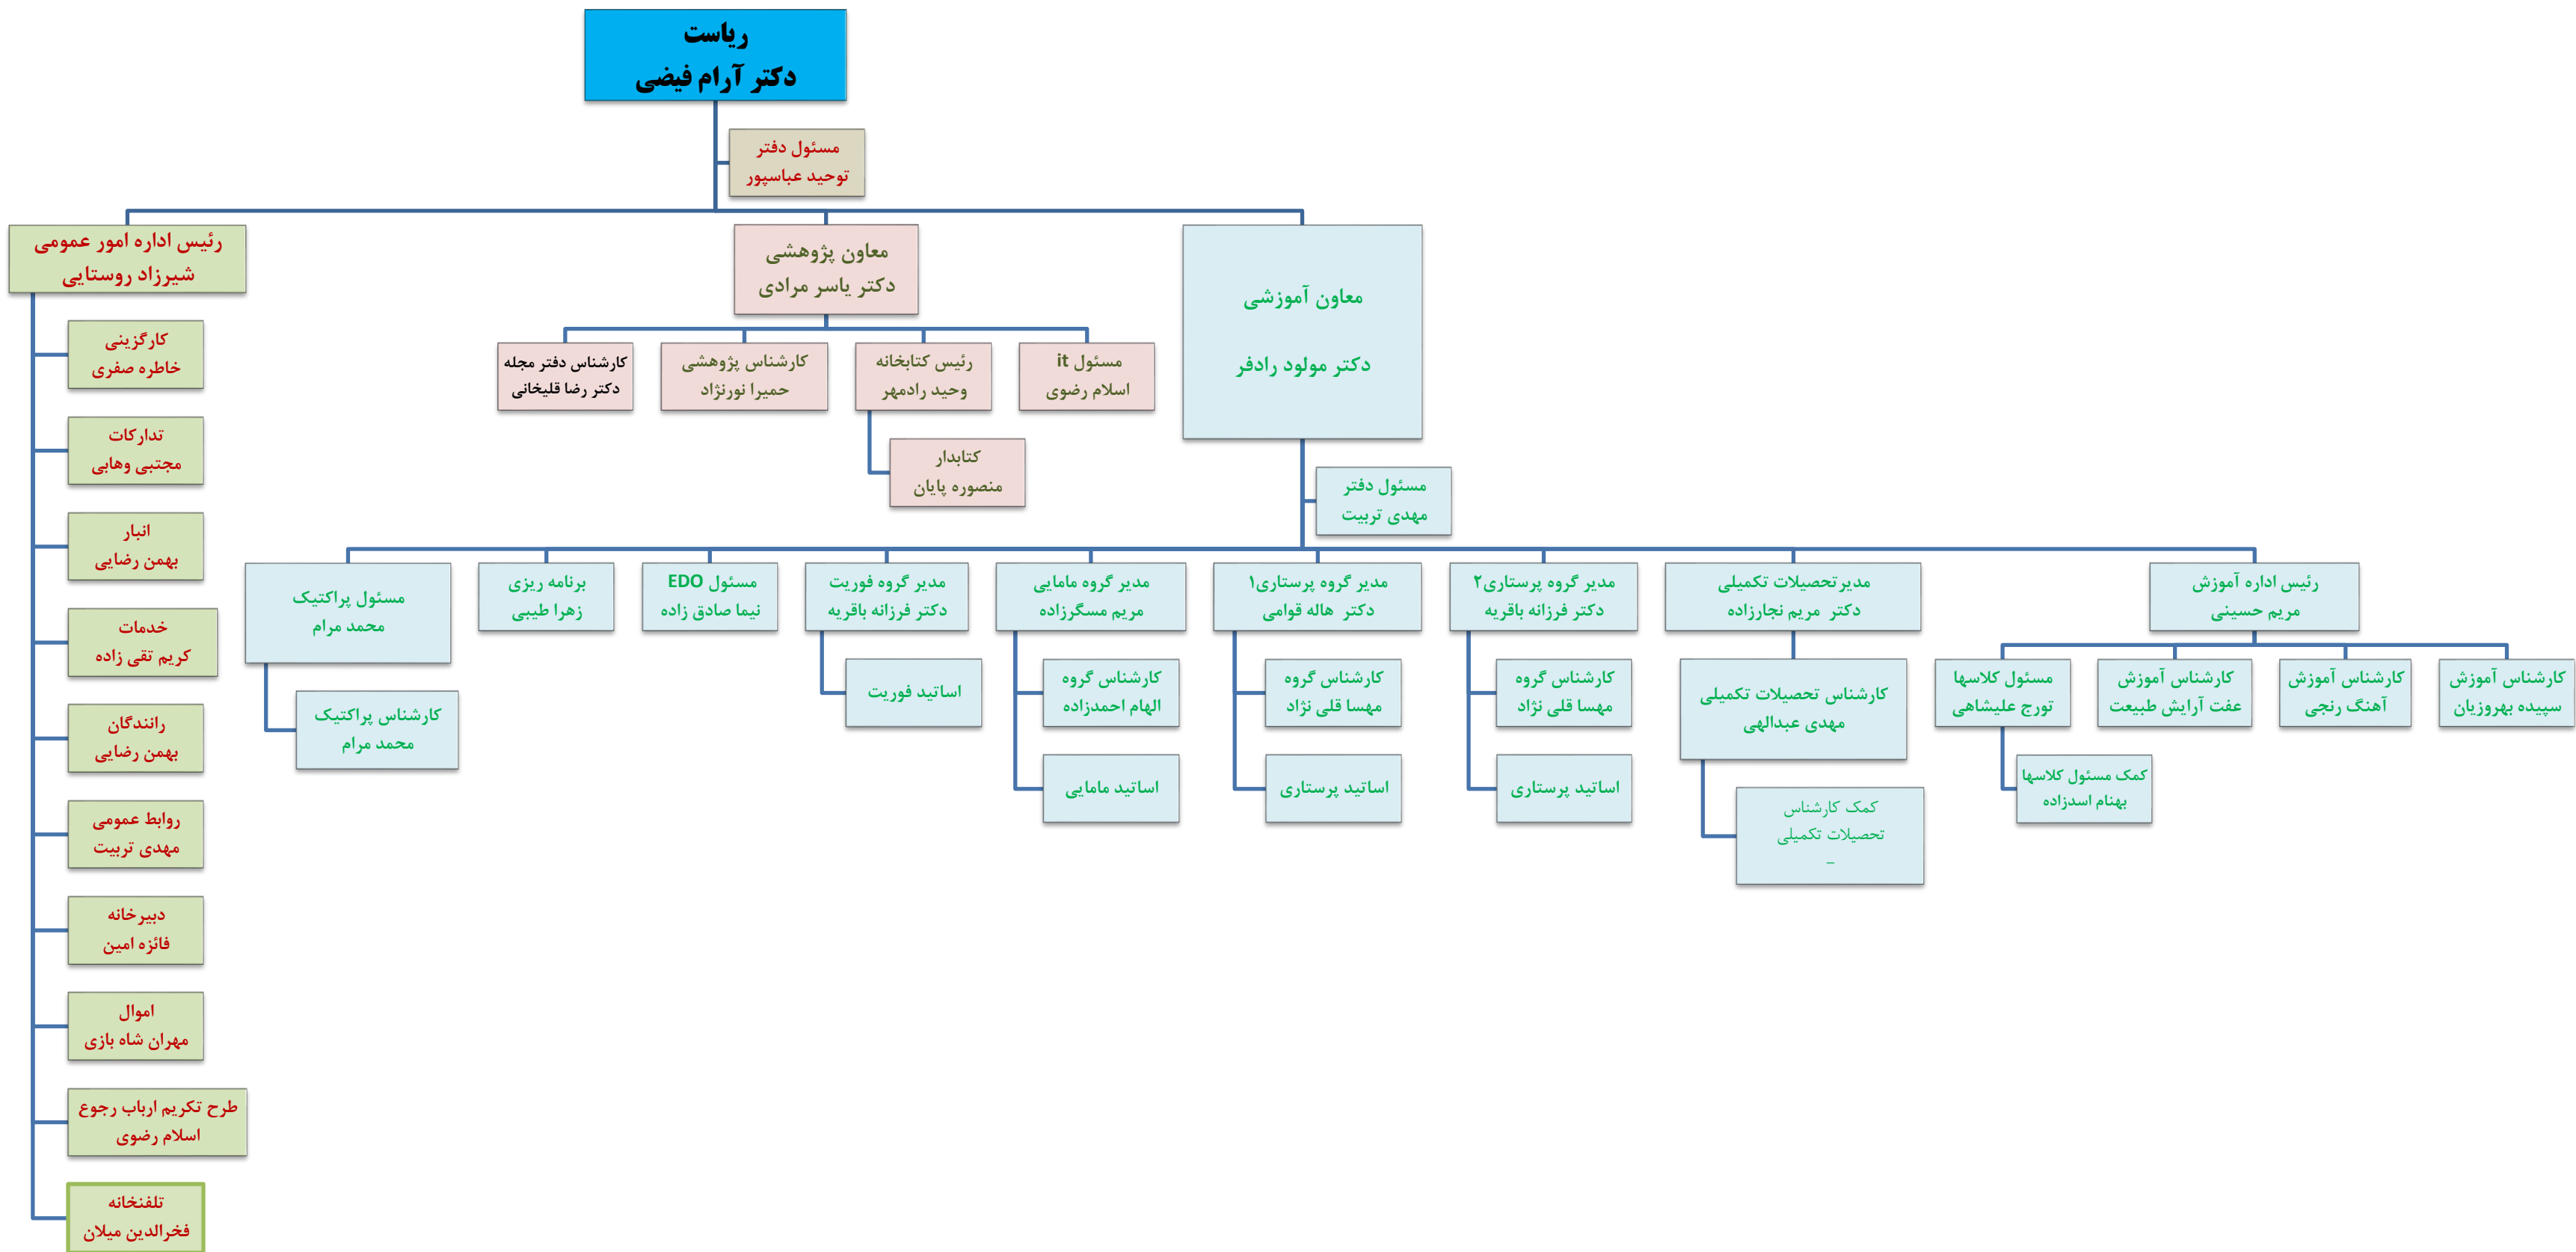 ریاست
دکتر آرام فیضی
مسئول دفتر
توحید عباسپور
معاون آموزشی
دکتر مولود رادفر
معاون پژوهشی
دکتر یاسر مرادی
رئیس اداره امور عمومی
شیرزاد روستایی
مسئول it
اسلام رضوی
رئیس کتابخانه
وحید رادمهر
کارشناس پژوهشی
حمیرا نورنژاد
کارشناس دفتر مجله
دکتر رضا قلیخانی
کتابدار
منصوره پایان
مسئول دفتر
مهدی تربیت
رئیس اداره آموزش
مریم حسینی
مدیرتحصیلات تکمیلی
دکتر مریم نجارزاده
مدیر گروه پرستاری۲
دکتر فرزانه باقریه
مدیر گروه پرستاری۱
دکتر هاله قوامی
مدیر گروه مامایی
مریم مسگرزاده
مدیر گروه فوریت
دکتر فرزانه باقریه
مسئول EDO
نیما صادق زاده
برنامه ریزی
زهرا طیبی
مسئول پراکتیک
محمد مرام
کارشناس آموزش
سپیده بهروزیان
کارشناس آموزش
آهنگ رنجی
کارشناس آموزش
عفت آرایش طبیعت
مسئول کلاسها
تورج علیشاهی
کمک مسئول کلاسها
بهنام اسدزاده
کارشناس تحصیلات تکمیلی
مهدی عبدالهی
کمک کارشناس
تحصیلات تکمیلی
_
کارشناس گروه
مهسا قلی نژاد
اساتید پرستاری
کارشناس گروه
مهسا قلی نژاد
اساتید پرستاری
کارشناس گروه
الهام احمدزاده
اساتید مامایی
اساتید فوریت
کارشناس پراکتیک
محمد مرام
کارگزینی
خاطره صفری
تدارکات
مجتبی وهابی
انبار
بهمن رضایی
خدمات
کریم تقی زاده
رانندگان
بهمن رضایی
روابط عمومی
مهدی تربیت
دبیرخانه
فائزه امین
اموال
مهران شاه بازی
طرح تکریم ارباب رجوع
اسلام رضوی
تلفنخانه
فخرالدین میلان